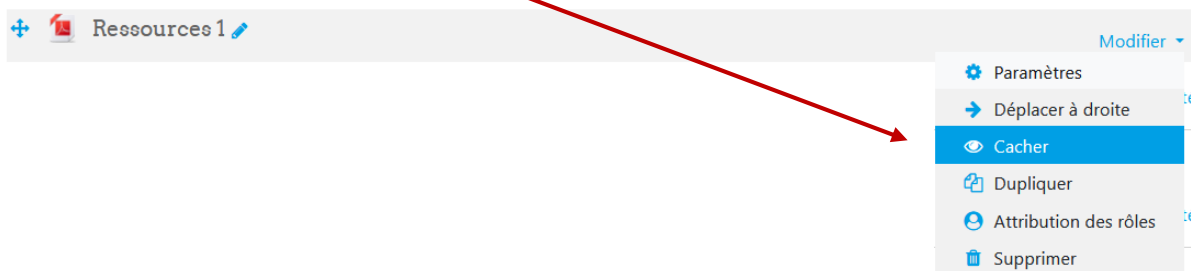 Ressources 1
Modifier
Paramètres
Déplacer à droite
Cacher
Dupliquer
Attribution des rôles
Supprimer